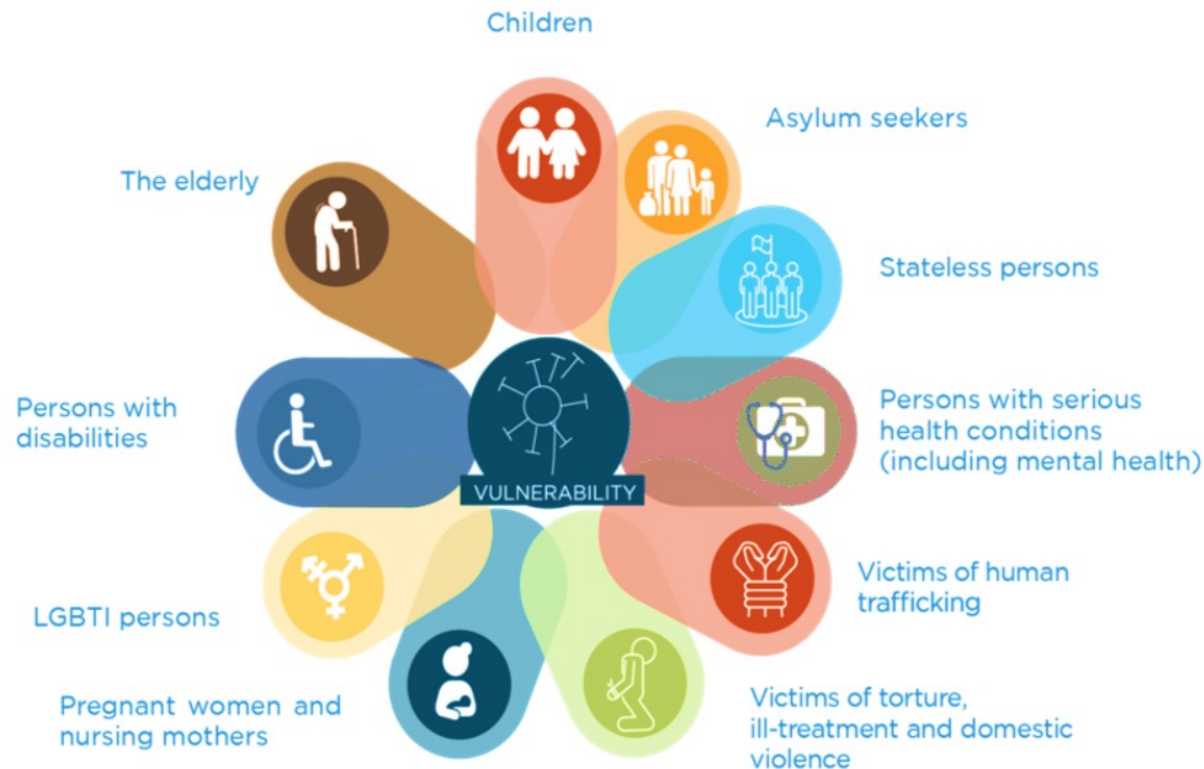 Children
Asylum seekers
The elderly
Stateless persons
Persons with
disabilities
Persons with serious
health conditions
(including mental health)
VULNERABILITY
LGBTI persons
Victims of human
trafficking
Pregnant women and
nursing mothers
Victims of torture,
ill-treatment and domestic
violence